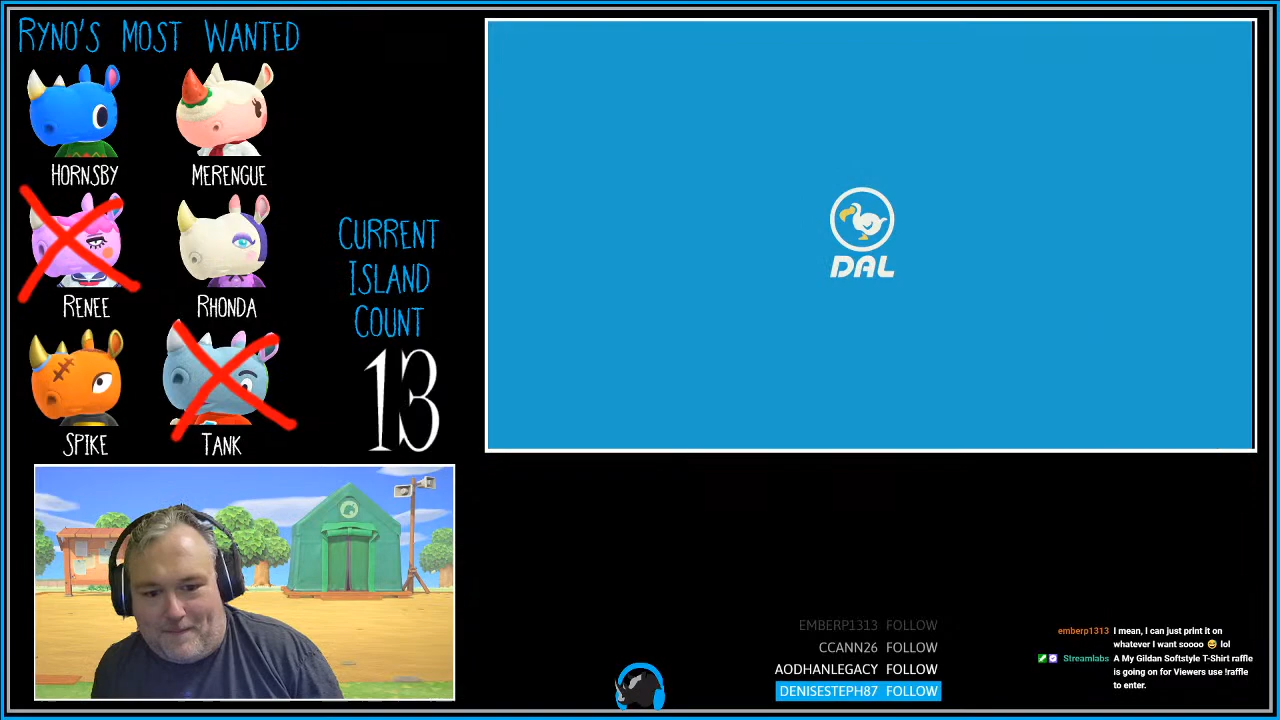 RYNO'S MOST WANTED
HORNSBY
MERENGUE
RENEE
RHONDA
SPIKE
TANK
CURRENT
ISLAND
COUNT
13
DAL
EMBERP1313 FOLLOW
CCANN26 FOLLOW
AODHANLEGACY FOLLOW
DENISESTEPH87 FOLLOW
emberp1313 I mean, I can just print it on
whatever I want soooo 😅 lol
Streamlabs A My Gildan Softstyle T-Shirt raffle
is going on for Viewers use !raffle
to enter.